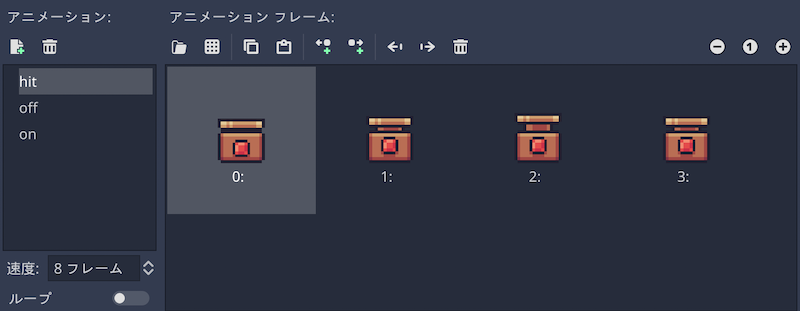 アニメーション:
アニメーション フレーム:
1
hit
off
on
0:
1:
2:
3:
速度:
8 フレーム
ループ